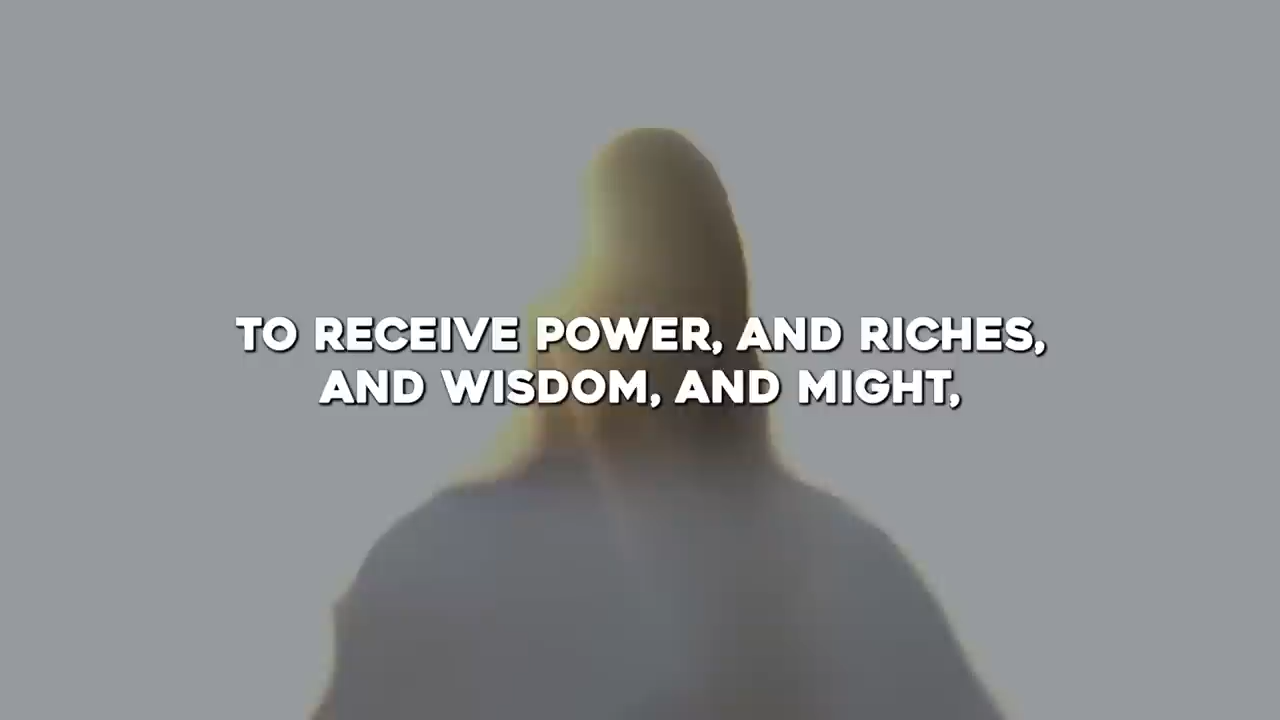 TO RECEIVE POWER, AND RICHES,
AND WISDOM, AND MIGHT,